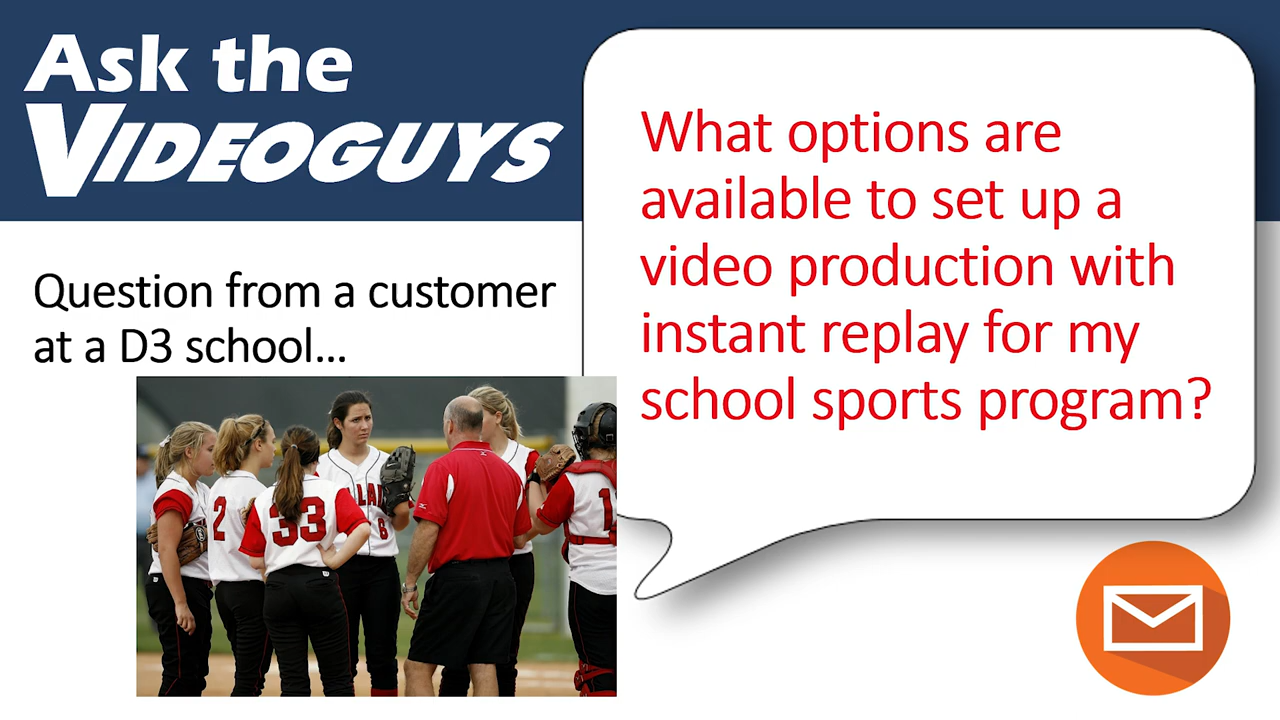 Ask the
VIDEOGUYS
Question from a customer
at a D3 school...
What options are
available to set up a
video production with
instant replay for my
school sports program?
2
33
6
1